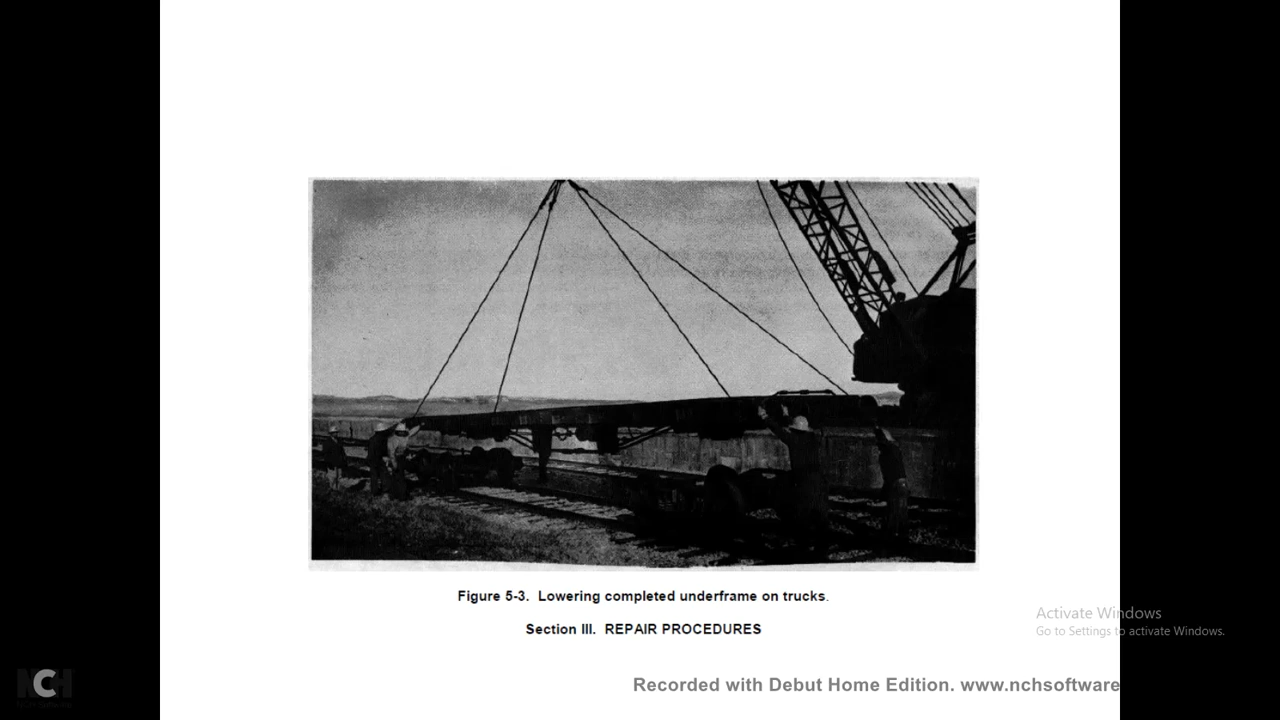 Figure 5-3.  Lowering completed underframe on trucks.
Section III.  REPAIR PROCEDURES
Activate Windows
Go to Settings to activate Windows.
NCH
Recorded with Debut Home Edition. www.nchsoftware